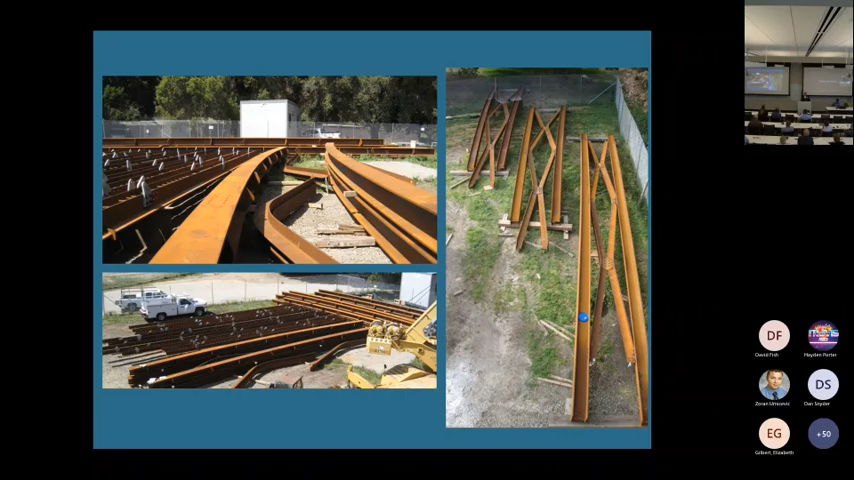 DF
David Fish
Hayden Porter
Zoran
DS
Dan Snyder
EG
Gilbert, Elizabeth
+50